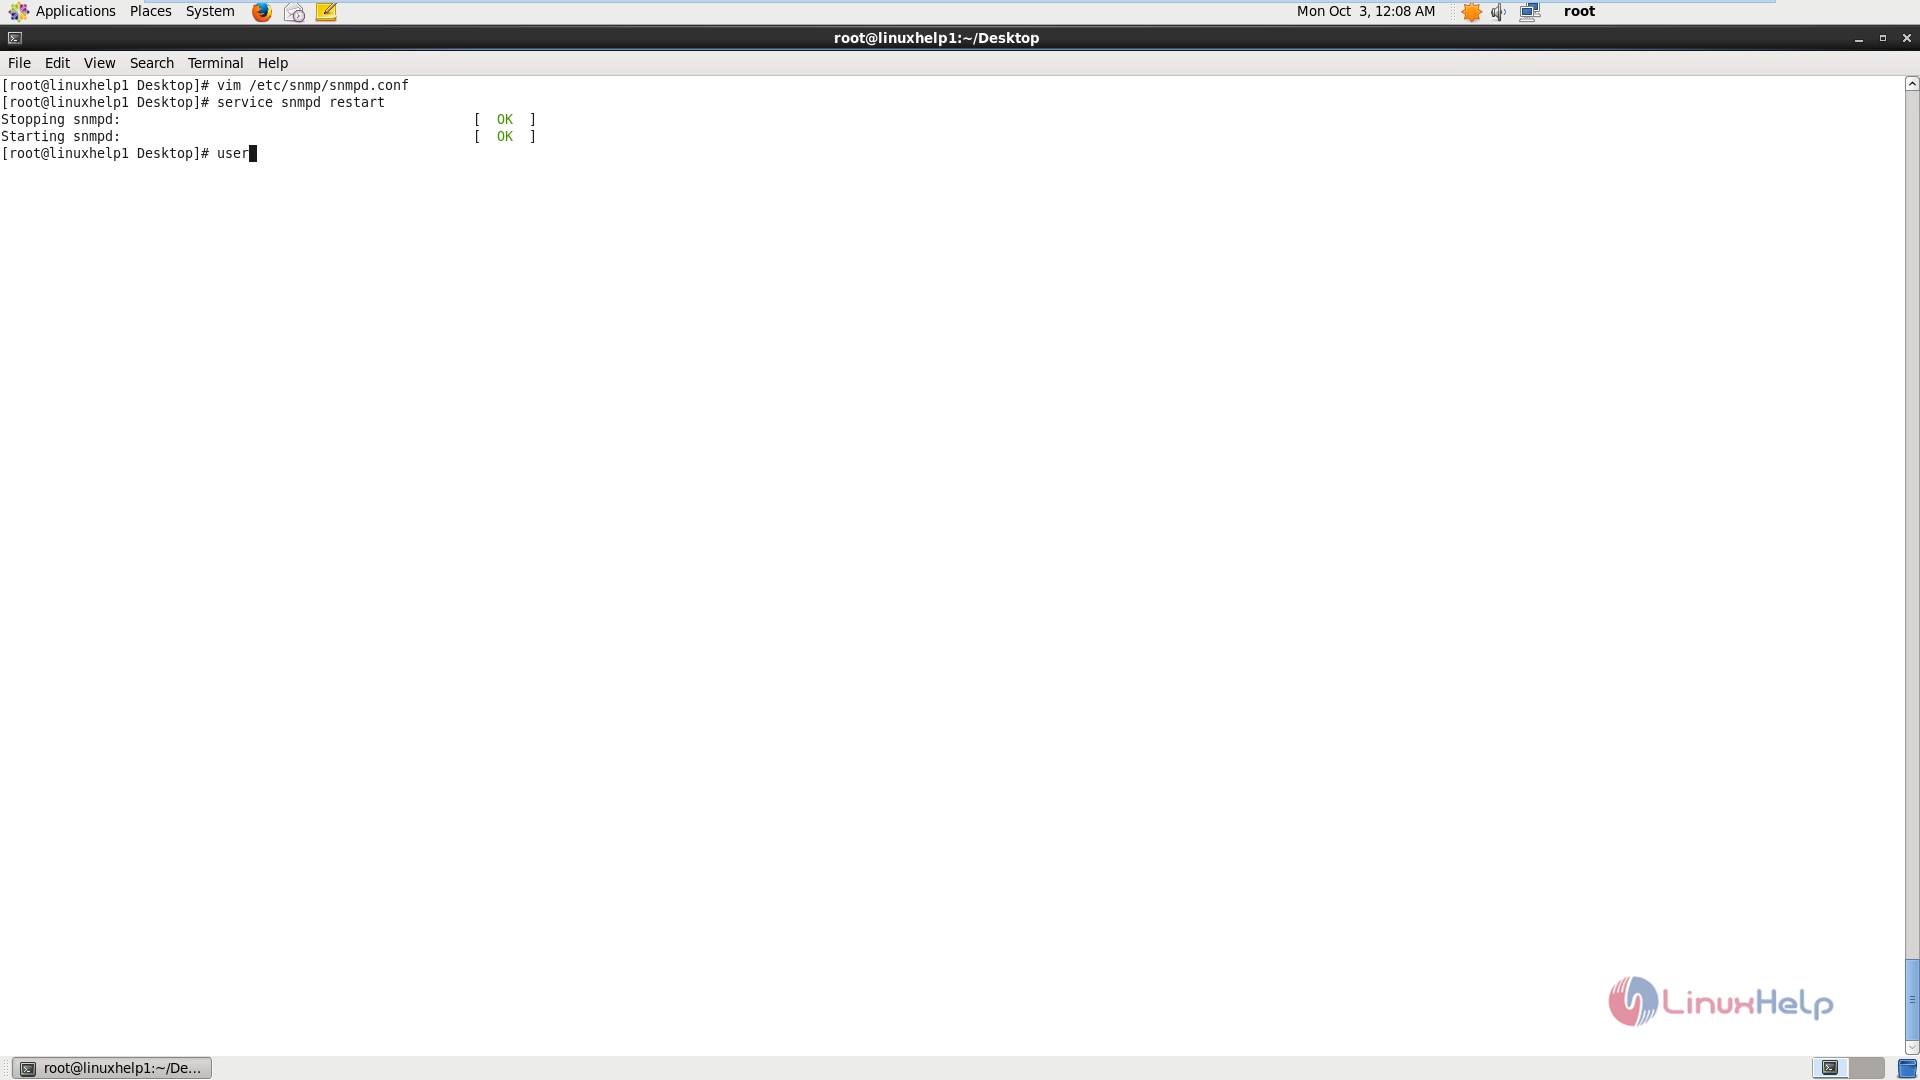 Applications Places System Mon Oct 3, 12:08 AM root
root@linuxhelp1:~/Desktop
File Edit View Search Terminal Help
[root@linuxhelp1 Desktop]# vim /etc/snmp/snmpd.conf
[root@linuxhelp1 Desktop]# service snmpd restart
Stopping snmpd: [ OK ]
Starting snmpd: [ OK ]
[root@linuxhelp1 Desktop]# user
LinuxHelp
root@linuxhelp1:~/De...